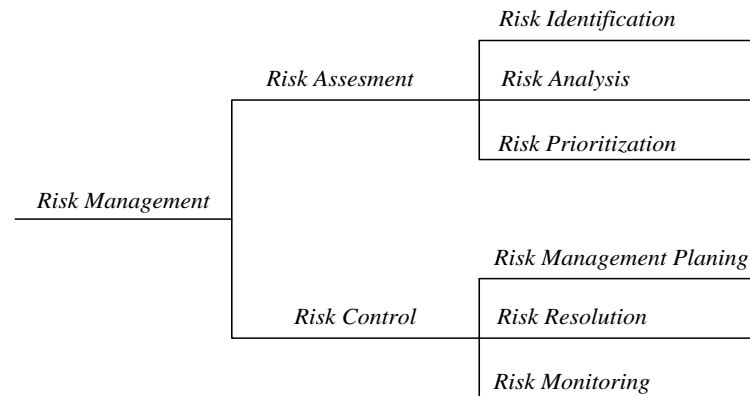 Risk Identification
Risk Assesment
Risk Analysis
Risk Prioritization
Risk Management
Risk Management Planing
Risk Control
Risk Resolution
Risk Monitoring